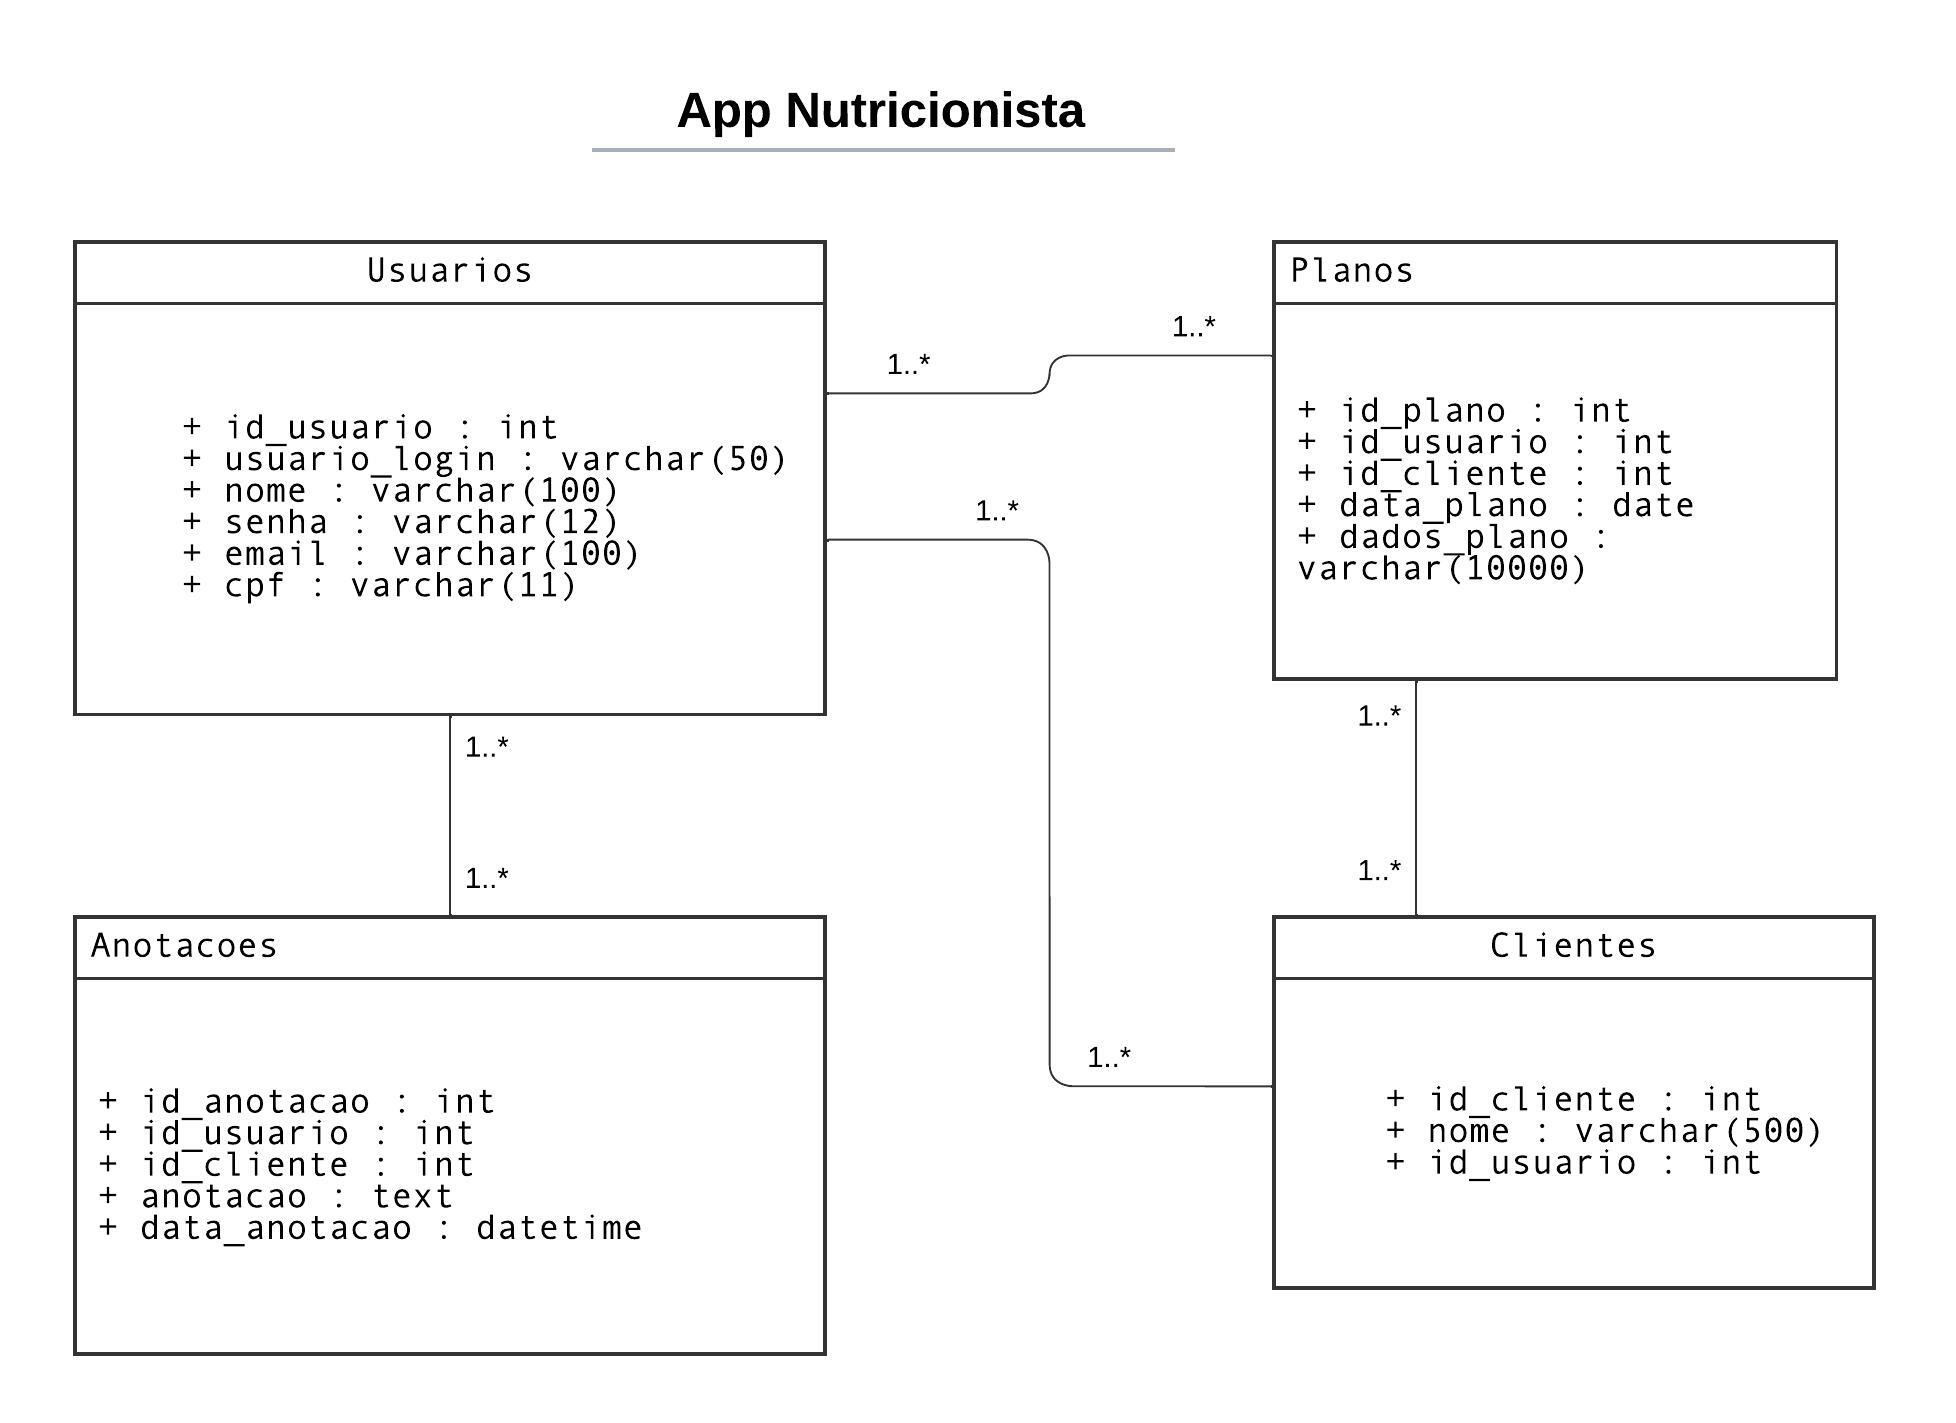 App Nutricionista
Usuarios
+ id_usuario : int
+ usuario_login : varchar(50)
+ nome : varchar(100)
+ senha : varchar(12)
+ email : varchar(100)
+ cpf : varchar(11)
1..*
1..*
1..*
1..*
Planos
+ id_plano : int
+ id_usuario : int
+ id_cliente : int
+ data_plano : date
+ dados_plano :
varchar(10000)
1..*
1..*
1..*
1..*
Anotacoes
+ id_anotacao : int
+ id_usuario : int
+ id_cliente : int
+ anotacao : text
+ data_anotacao : datetime
Clientes
+ id_cliente : int
+ nome : varchar(500)
+ id_usuario : int